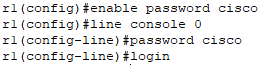 r1(config)#enable password cisco
r1(config)#line console 0
r1(config-line)#password cisco
r1(config-line)#login